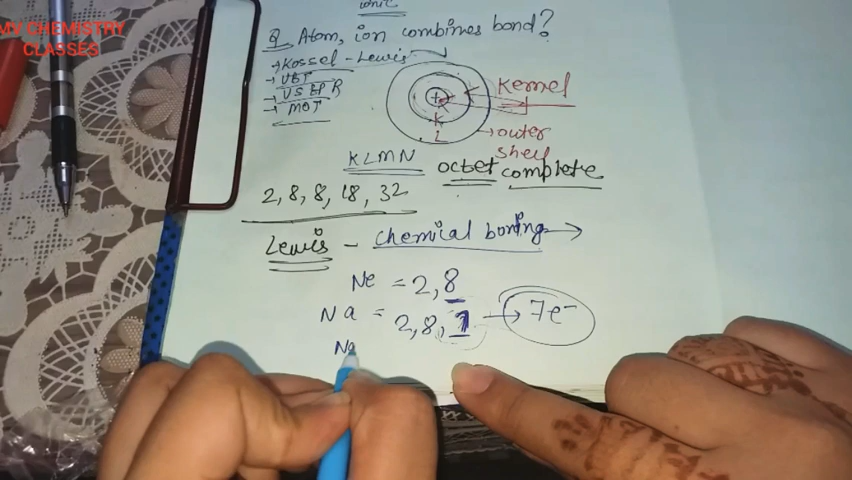 ionic
MV CHEMISTRY
CLASSES
Q. Atom, ion combines bond?
→ Kossel - Lewis
→ VBT
→ VSEPR
→ MOT
+
K
L
Kernel
→ outer
shell
KLMN octet complete
2, 8, 8, 18, 32
Lewis - chemical boning →
Ne = 2, 8
Na = 2, 8, 1 → 7e⁻
Na